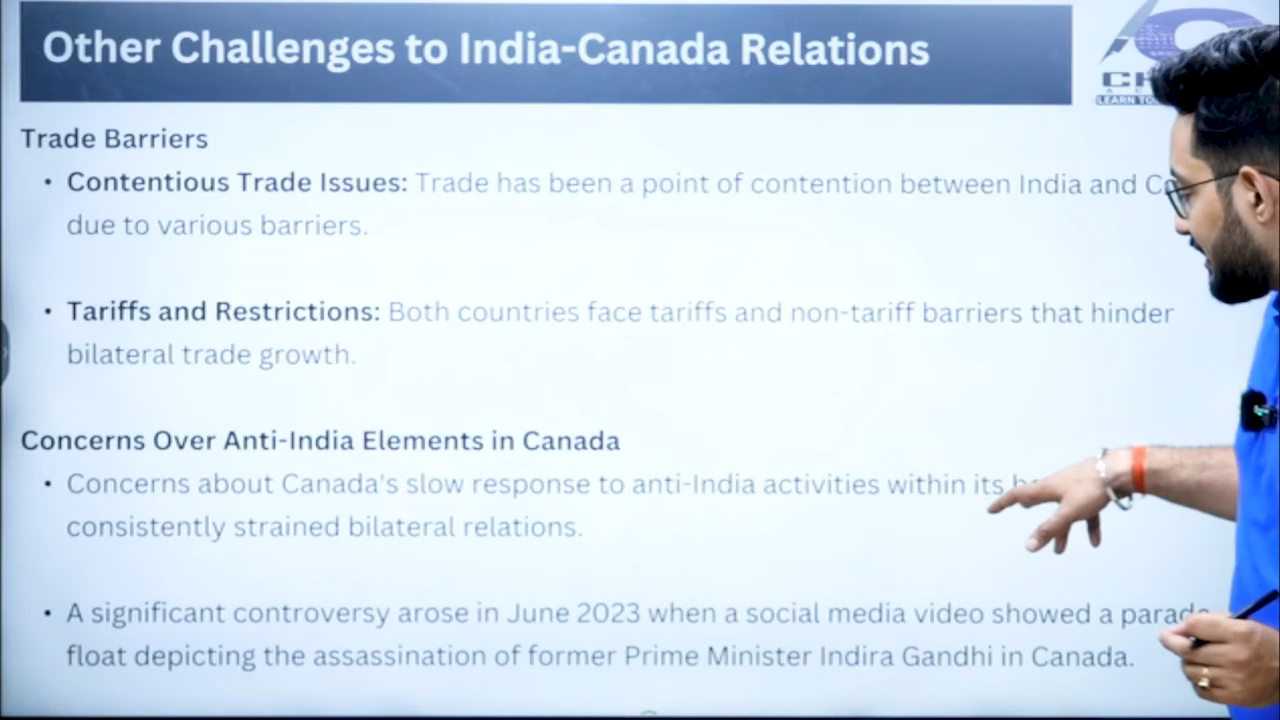 Other Challenges to India-Canada Relations
LEARN TO
Trade Barriers
• Contentious Trade Issues: Trade has been a point of contention between India and
due to various barriers.
• Tariffs and Restrictions: Both countries face tariffs and non-tariff barriers that hinder
bilateral trade growth.
Concerns Over Anti-India Elements in Canada
• Concerns about Canada's slow response to anti-India activities within its
consistently strained bilateral relations.
• A significant controversy arose in June 2023 when a social media video showed a parade
float depicting the assassination of former Prime Minister Indira Gandhi in Canada.